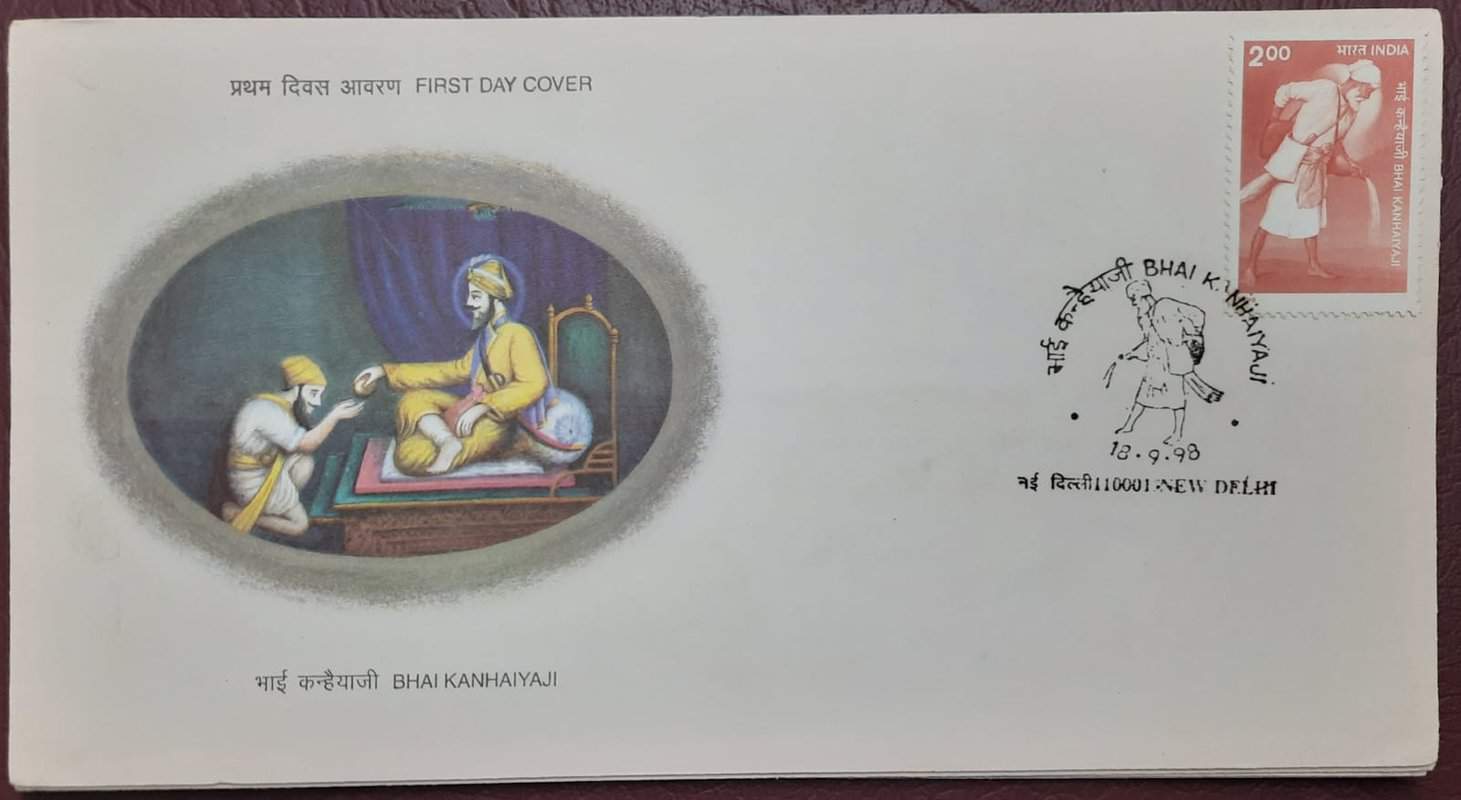 प्रथम दिवस आवरण FIRST DAY COVER
2.00 भारत INDIA
भाई कन्हैयाजी BHAI KANHAIYAJI
भाई कन्हैयाजी BHAI KANHAIYAJI
18.9.98
नई दिल्ली 110001-NEW DELHI
भाई कन्हैयाजी BHAI KANHAIYAJI